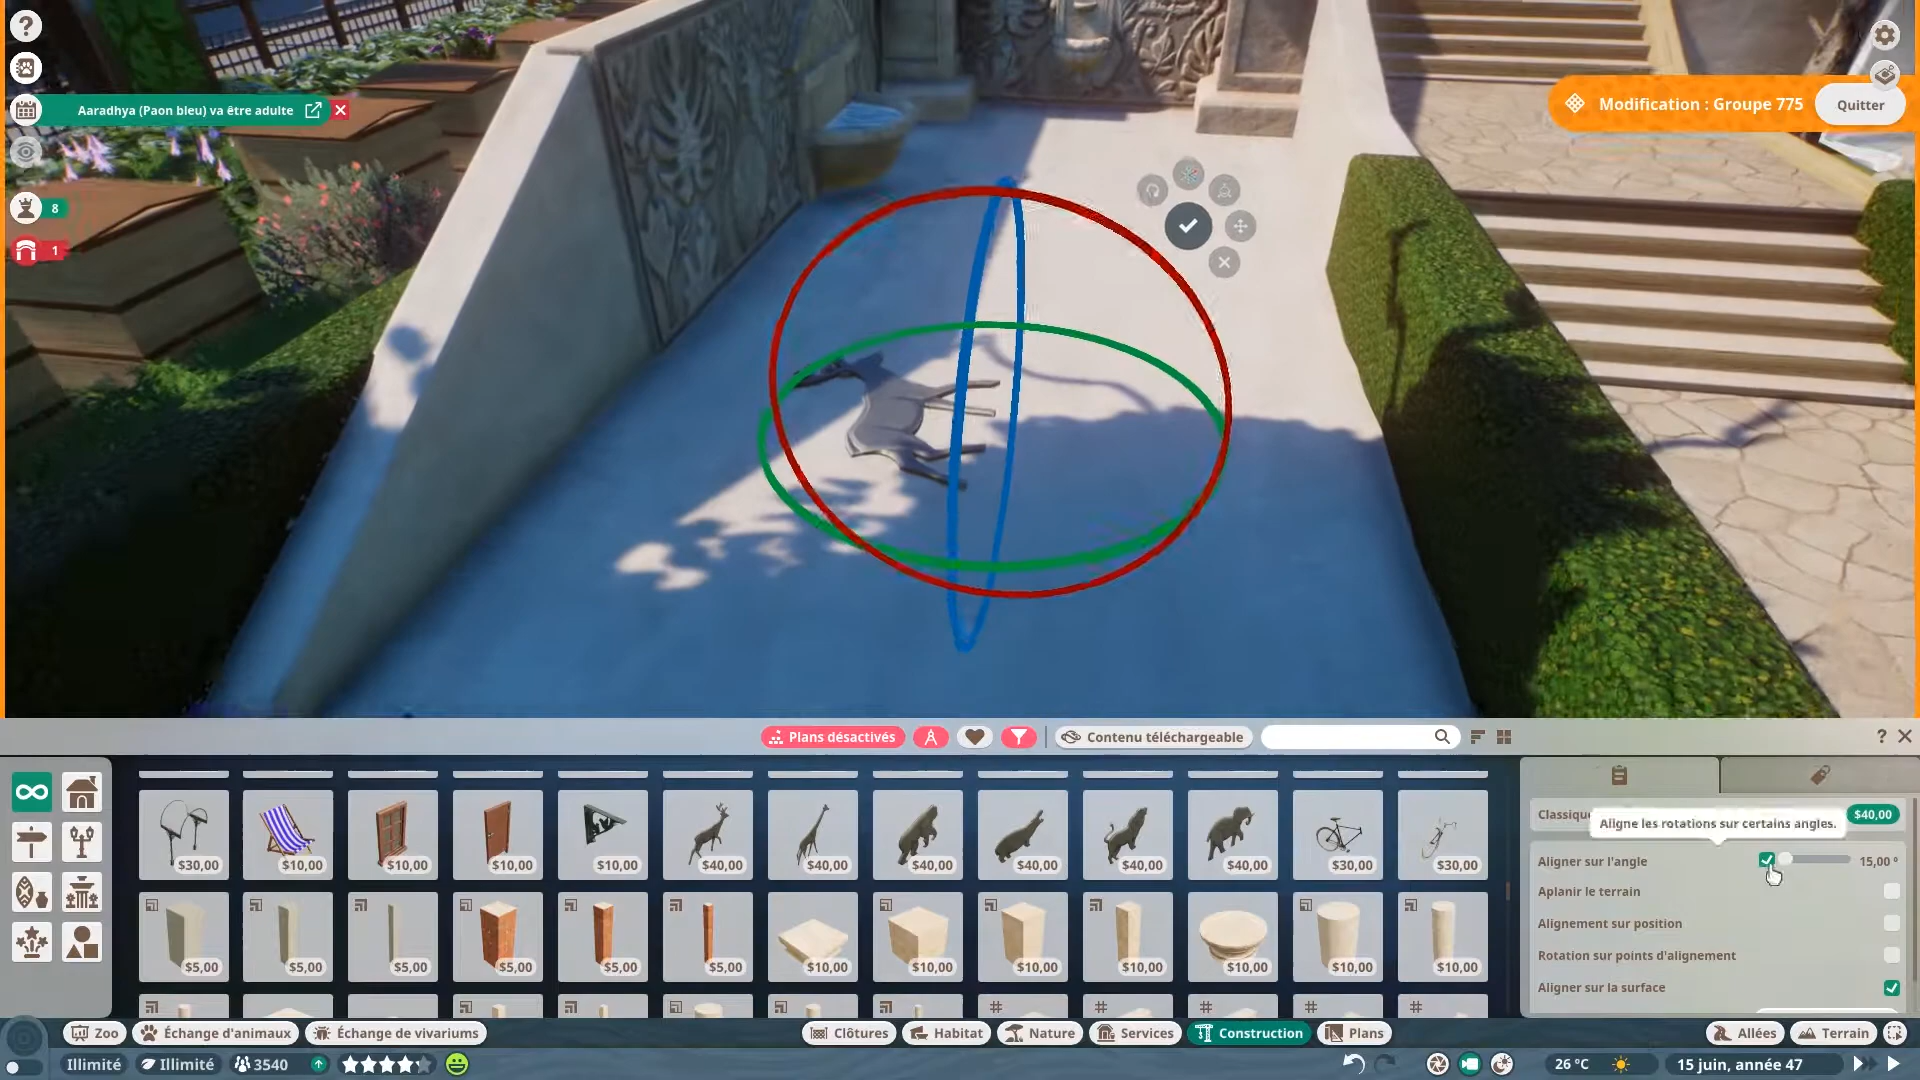 ?
Aaradhya (Paon bleu) va être adulte
8
1
Modification : Groupe 775
Quitter
Plans désactivés
Contenu téléchargeable
?
$30,00
$10,00
$10,00
$10,00
$10,00
$40,00
$40,00
$40,00
$40,00
$40,00
$40,00
$30,00
$30,00
$5,00
$5,00
$5,00
$5,00
$5,00
$5,00
$10,00
$10,00
$10,00
$10,00
$10,00
$10,00
$10,00
Classique
$40,00
Aligne les rotations sur certains angles.
Aligner sur l'angle
15,00 °
Aplanir le terrain
Alignement sur position
Rotation sur points d'alignement
Aligner sur la surface
Zoo
Échange d'animaux
Échange de vivariums
Clôtures
Habitat
Nature
Services
Construction
Plans
Allées
Terrain
Illimité
Illimité
3540
26 °C
15 juin, année 47